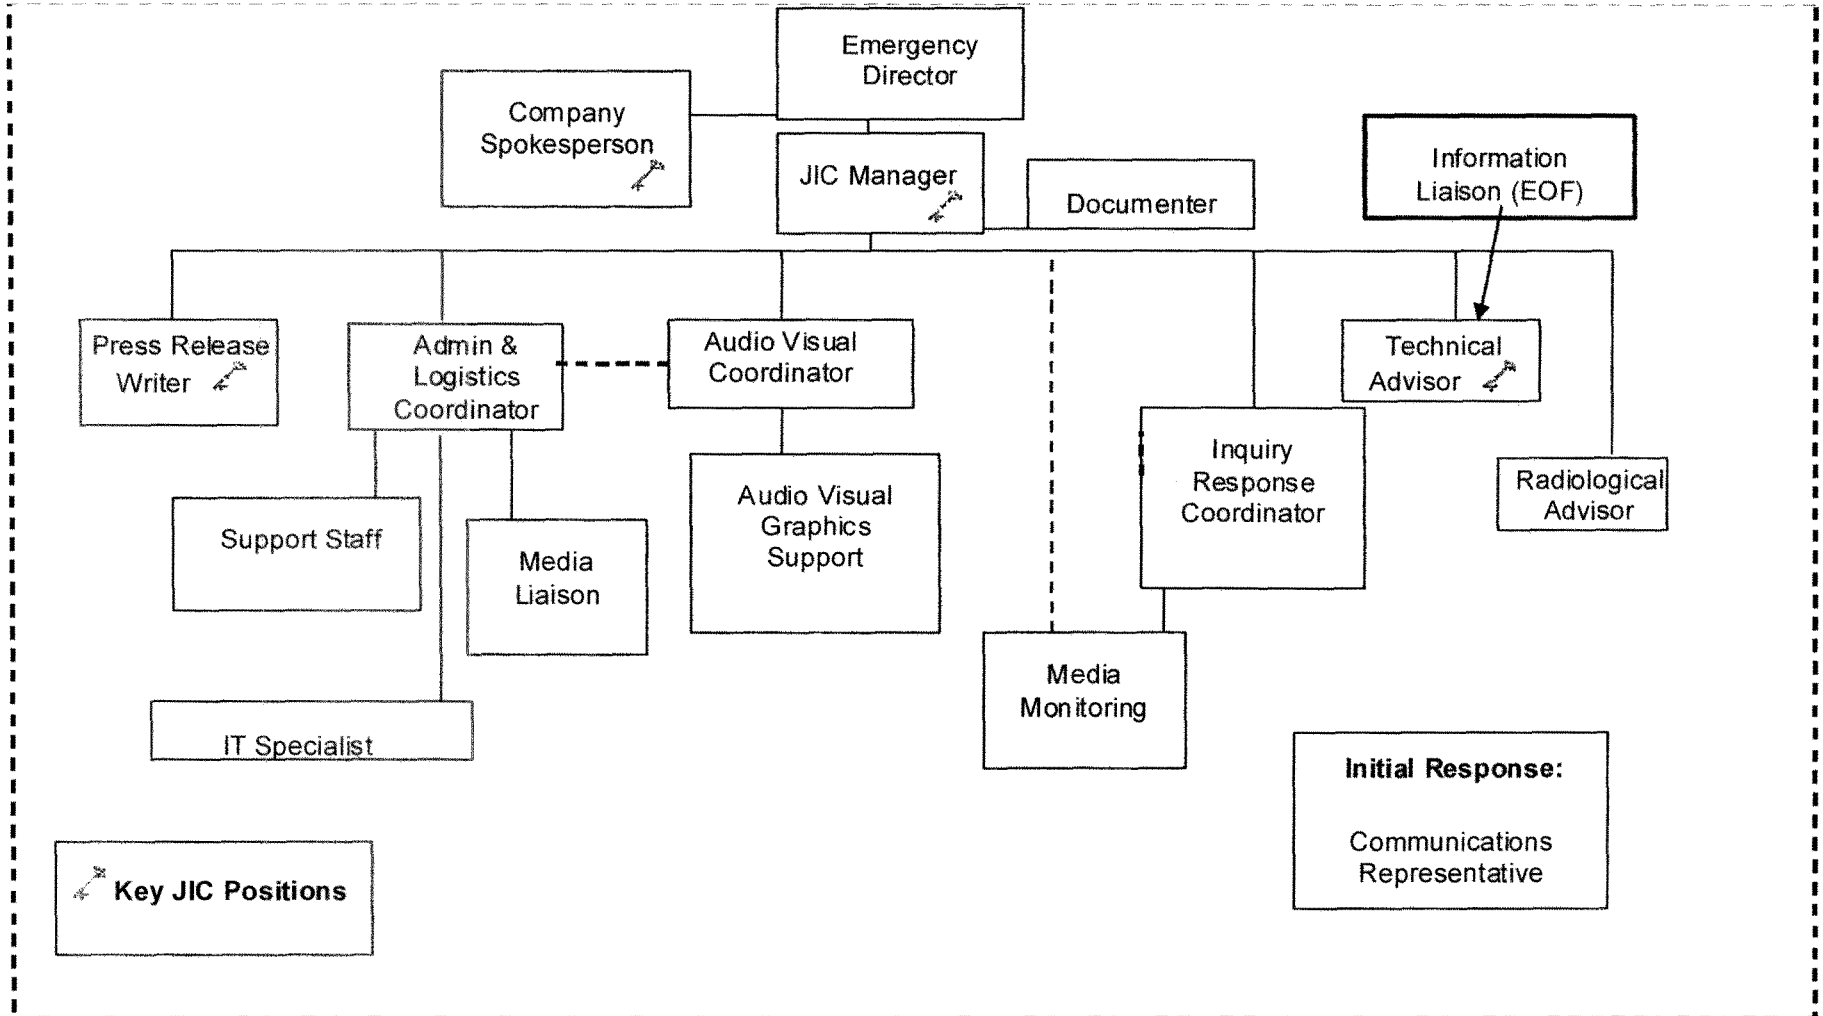 Emergency
Director
Company
Spokesperson
JIC Manager
Documenter
Information
Liaison (EOF)
Press Release
Writer
Admin &
Logistics
Coordinator
Audio Visual
Coordinator
Technical
Advisor
Inquiry
Response
Coordinator
Radiological
Advisor
Support Staff
Media
Liaison
Audio Visual
Graphics
Support
Media
Monitoring
IT Specialist
Initial Response:
Communications
Representative
Key JIC Positions